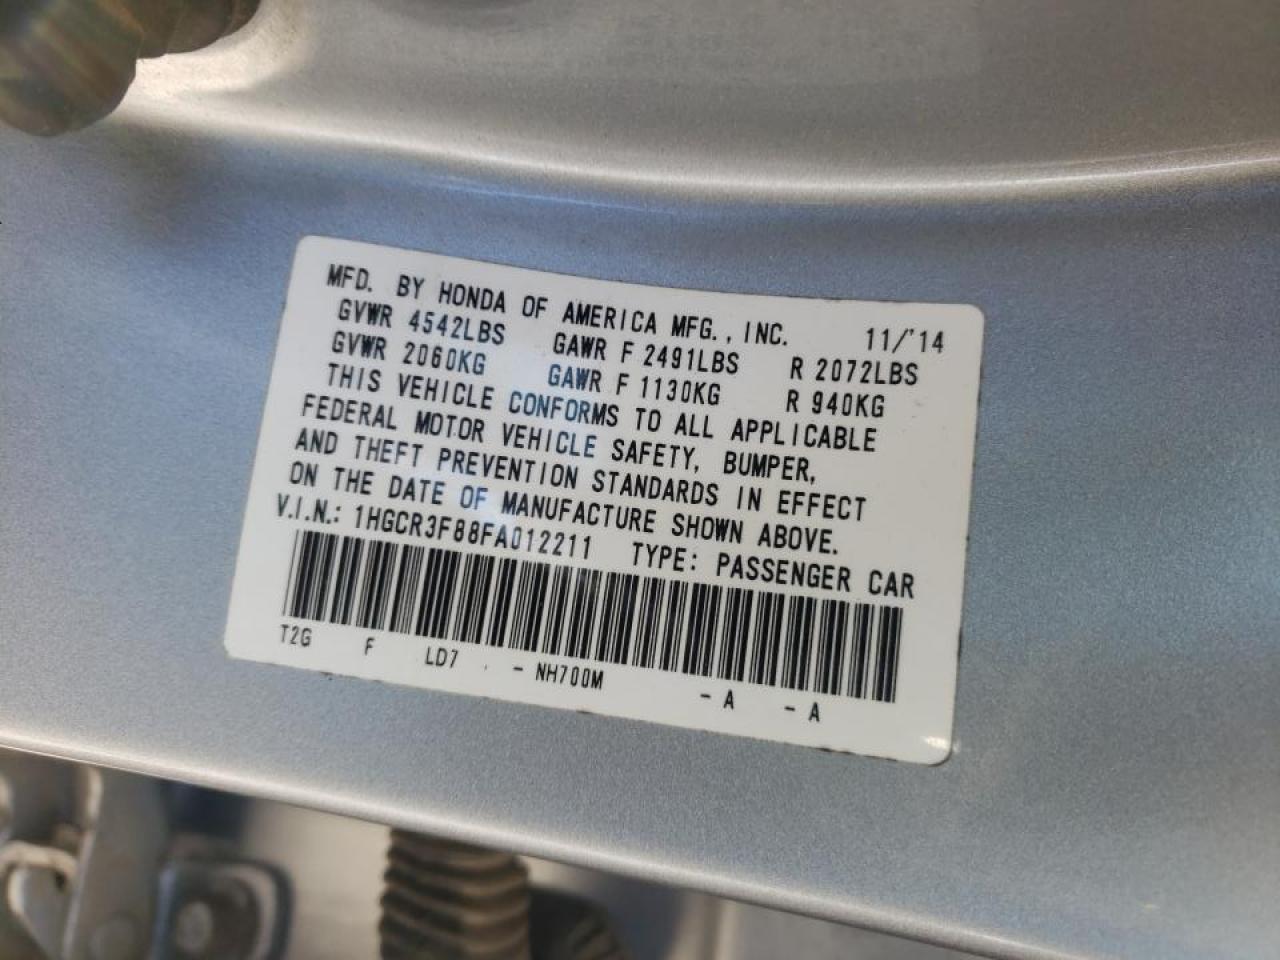 MFD. BY HONDA OF AMERICA MFG., INC. 11/'14
GVWR 4542LBS GAWR F 2491LBS R 2072LBS
GVWR 2060KG GAWR F 1130KG R 940KG
THIS VEHICLE CONFORMS TO ALL APPLICABLE
FEDERAL MOTOR VEHICLE SAFETY, BUMPER,
AND THEFT PREVENTION STANDARDS IN EFFECT
ON THE DATE OF MANUFACTURE SHOWN ABOVE.
V.I.N.: 1HGCR3F88FA012211 TYPE: PASSENGER CAR
T2G F LD7 - NH700M - A - A